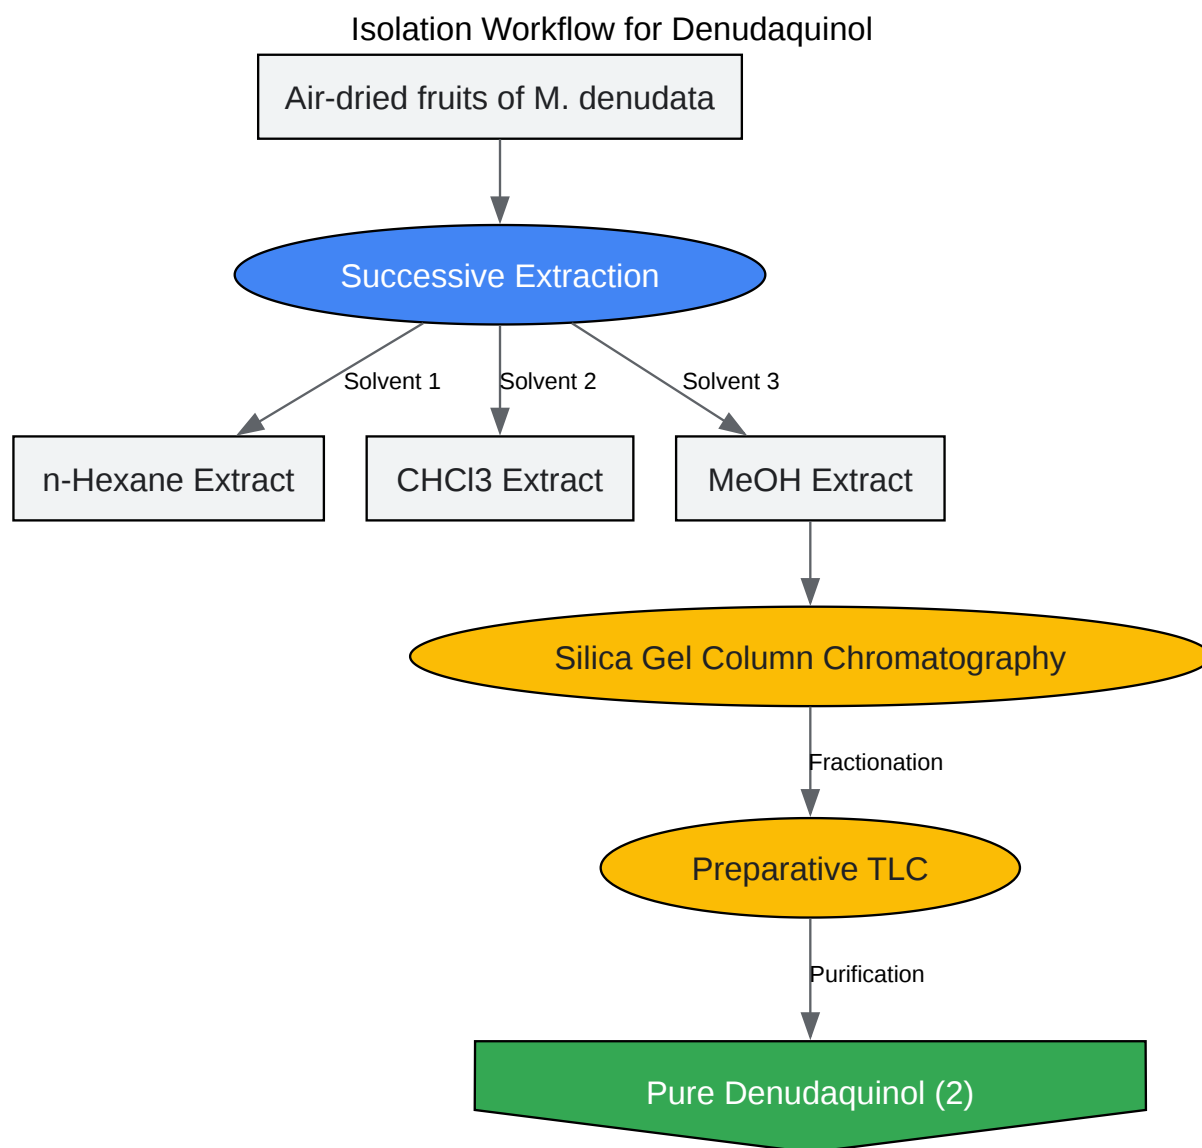 Isolation Workflow for Denudaquinol
Air-dried fruits of M. denudata
Successive Extraction
Solvent 1
Solvent 2
Solvent 3
n-Hexane Extract
CHCl3 Extract
MeOH Extract
Silica Gel Column Chromatography
Fractionation
Preparative TLC
Purification
Pure Denudaquinol (2)